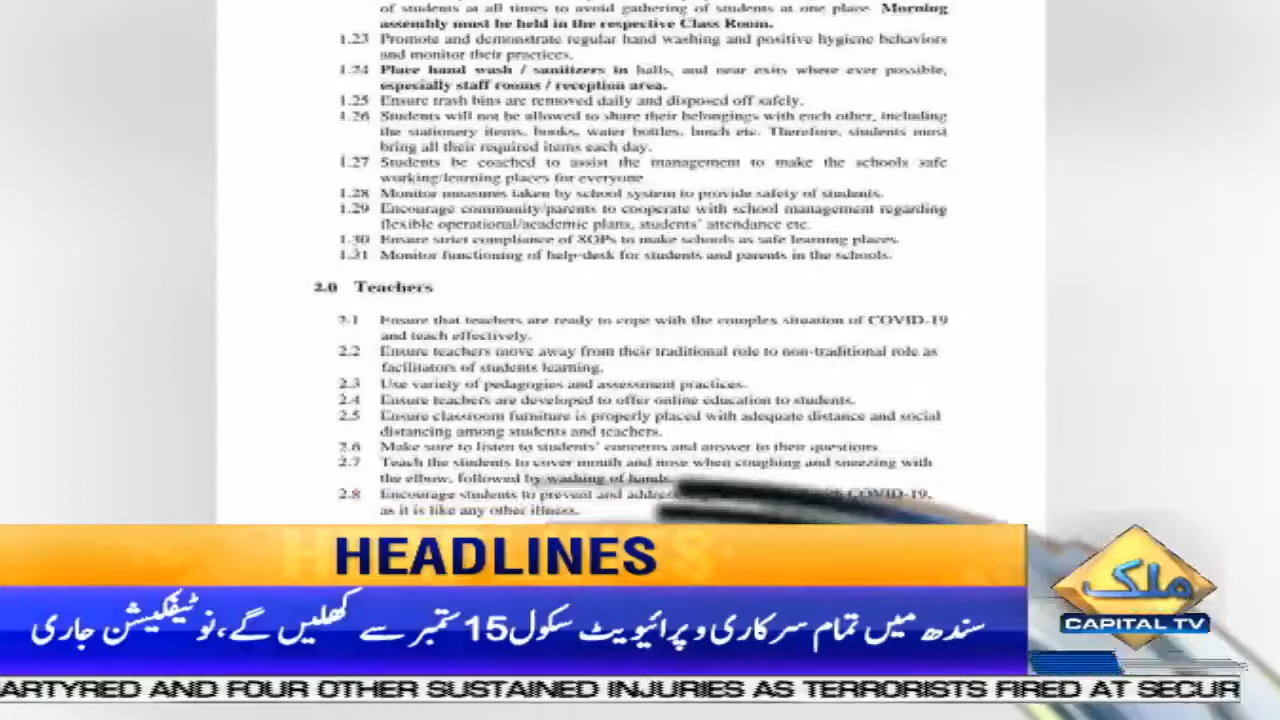 of students at all times to avoid gathering of students at one place. Morning
assembly must be held in the respective Class Room.
1.23 Promote and demonstrate regular hand washing and positive hygiene behaviors
and monitor their practices.
1.24 Place hand wash / sanitizers in halls, and near exits where ever possible,
especially staff rooms / reception area.
1.25 Ensure trash bins are removed daily and disposed off safely.
1.26 Students will not be allowed to share their belongings with each other, including
the stationery items, books, water bottles, lunch etc. Therefore, students must
bring all their required items each day.
1.27 Students be coached to assist the management to make the schools safe
working/learning places for everyone
1.28 Monitor measures taken by school system to provide safety of students.
1.29 Encourage community/parents to cooperate with school management regarding
flexible operational/academic plans, students' attendance etc.
1.30 Ensure strict compliance of SOPs to make schools as safe learning places.
1.31 Monitor functioning of help-desk for students and parents in the schools.
2.0 Teachers
2.1 Ensure that teachers are ready to cope with the complex situation of COVID-19
and teach effectively.
2.2 Ensure teachers move away from their traditional role to non-traditional role as
facilitators of students learning.
2.3 Use variety of pedagogies and assessment practices.
2.4 Ensure teachers are developed to offer online education to students.
2.5 Ensure classroom furniture is properly placed with adequate distance and social
distancing among students and teachers.
2.6 Make sure to listen to students' concerns and answer to their questions
2.7 Teach the students to cover mouth and nose when coughing and sneezing with
the elbow, followed by washing of hands.
2.8 Encourage students to prevent and COVID-19,
as it is like any other illness.
HEADLINES
سندھ میں تمام سرکاری و پرائیویٹ سکول 15 ستمبر سے کھلیں گے، نوٹیفکیشن جاری
ملک
CAPITAL TV
ARTYRED AND FOUR OTHER SUSTAINED INJURIES AS TERRORISTS FIRED AT SECUR